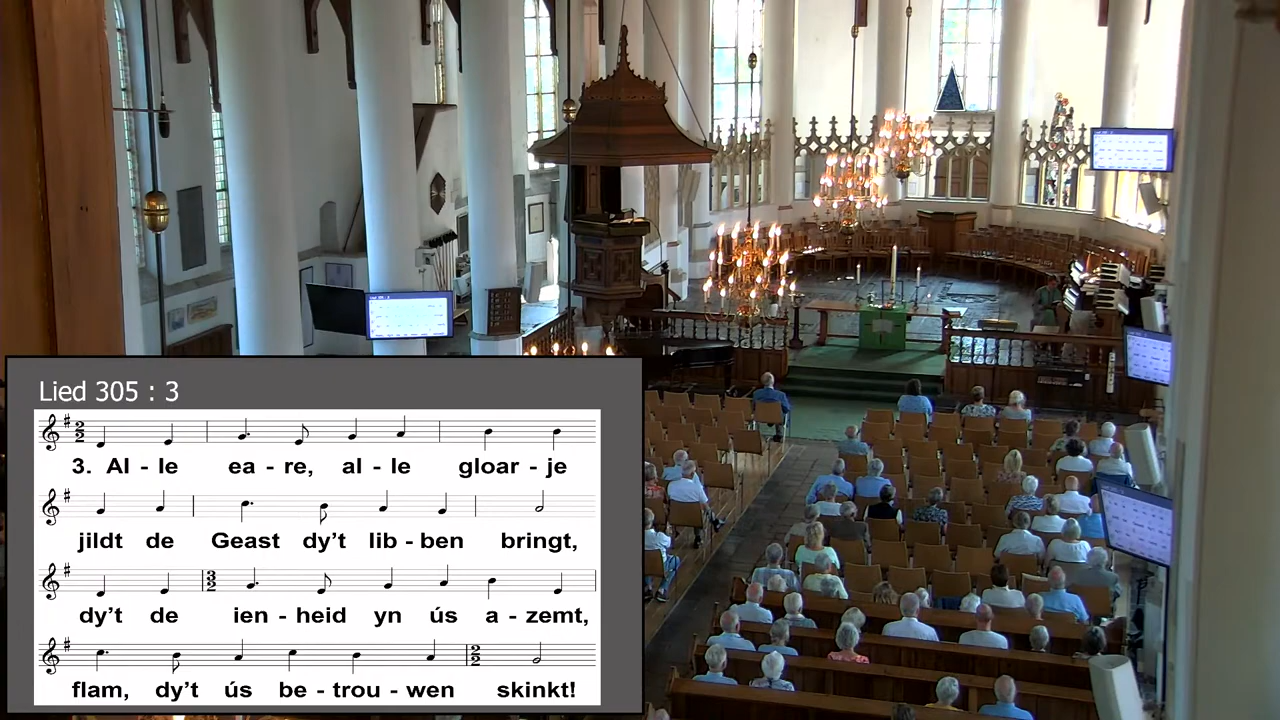 Lied 305 : 3
3. Al - le ea - re, al - le gloar - je
jildt de Geast dy't lib - ben bringt,
dy't de ien - heid yn ús a - zemt,
flam, dy't ús be - trou - wen skinkt!